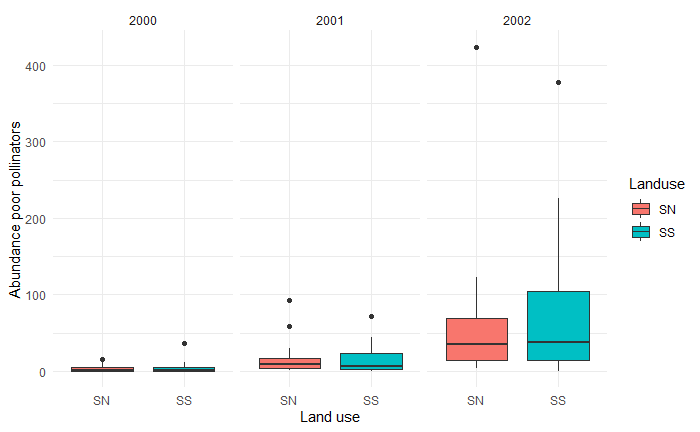 2000 2001 2002
Abundance poor pollinators
400
300
200
100
0
SN SS SN SS SN SS
Land use
Landuse
SN
SS